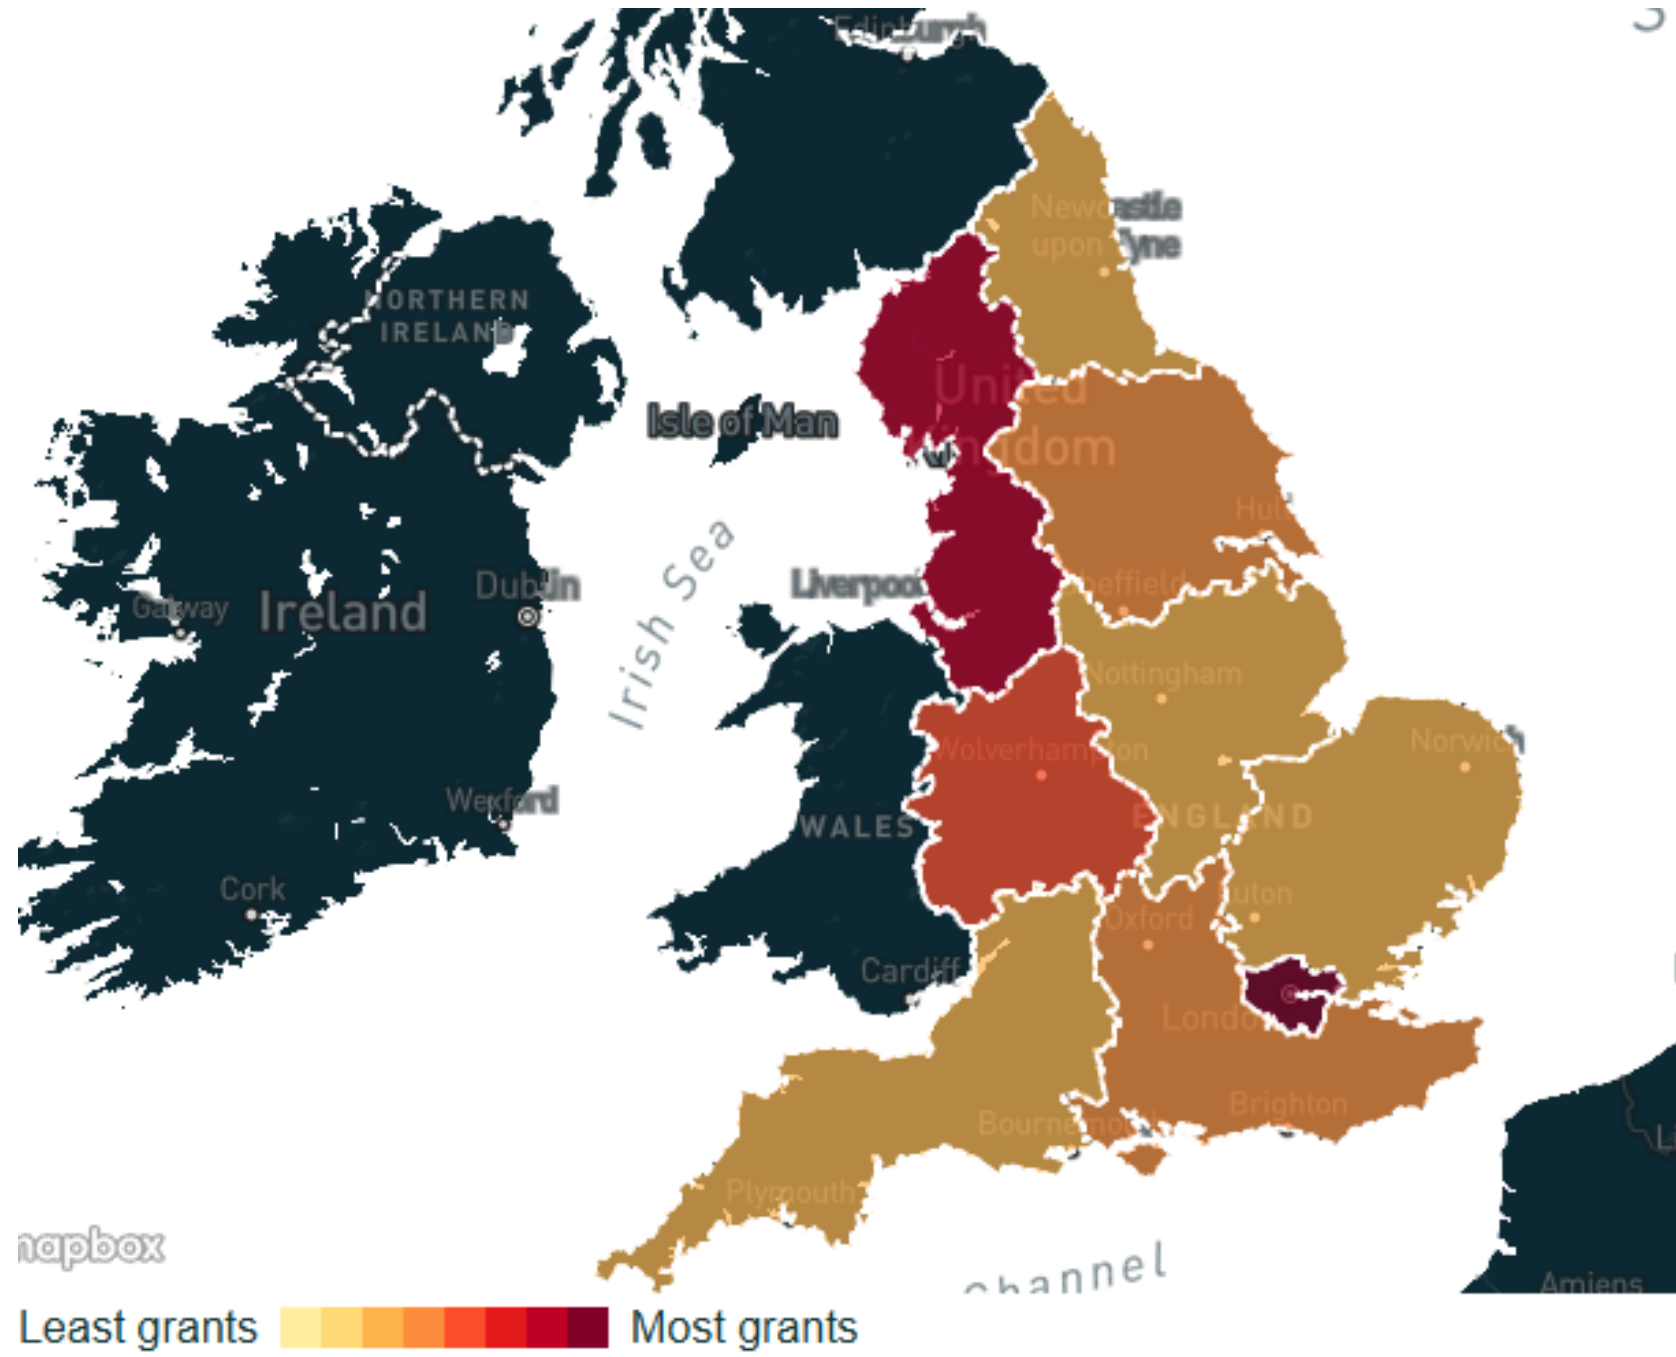 Edinburgh
Newcastle
upon Tyne
NORTHERN
IRELAND
United
Kingdom
Isle of Man
Hull
Irish Sea
Liverpool
Dublin
Sheffield
Galway
Ireland
Nottingham
Norwich
Wolverhampton
Wexford
WALES
ENGLAND
Cork
Luton
Oxford
Cardiff
London
Brighton
Bournemouth
Plymouth
mapbox
Channel
Amiens
Least grants
Most grants